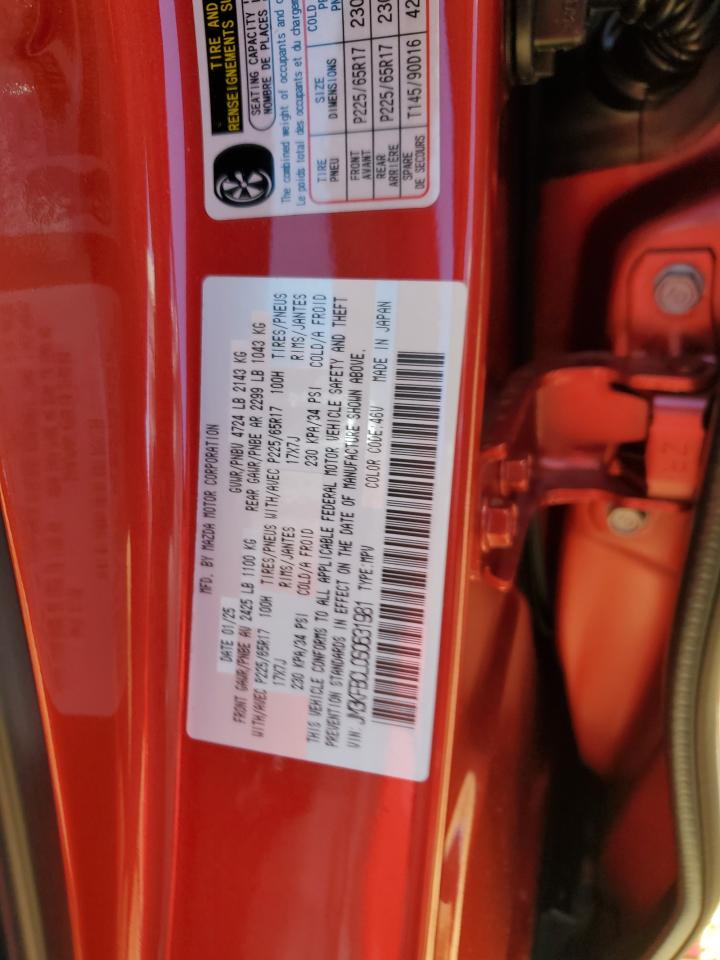 TIRE AND
RENSEIGNEMENTS SU
SEATING CAPACITY
NOMBRE DE PLACES
The combined weight of occupants and c
Le poids total des occupants et du charge
TIRE SIZE COLD
PNEU DIMENSIONS
FRONT P225/65R17 230
AVANT
REAR P225/65R17 230
ARRIÈRE
SPARE T145/90D16 42
DE SECOURS
MFD. BY MAZDA MOTOR CORPORATION
DATE 01/25 GVWR/PNBV 4724 LB 2143 KG
FRONT GAWR/PNBE AV 2425 LB 1100 KG REAR GAWR/PNBE AR 2299 LB 1043 KG
WITH/AVEC P225/65R17 100H TIRES/PNEUS WITH/AVEC P225/65R17 100H TIRES/PNEUS
17X7J RIMS/JANTES 17X7J RIMS/JANTES
230 KPA/34 PSI COLD/A FROID 230 KPA/34 PSI COLD/A FROID
THIS VEHICLE CONFORMS TO ALL APPLICABLE FEDERAL MOTOR VEHICLE SAFETY AND THEFT
PREVENTION STANDARDS IN EFFECT ON THE DATE OF MANUFACTURE SHOWN ABOVE.
VIN: JM3KFBCL0S0631981 TYPE:MPV COLOR CODE:46V MADE IN JAPAN